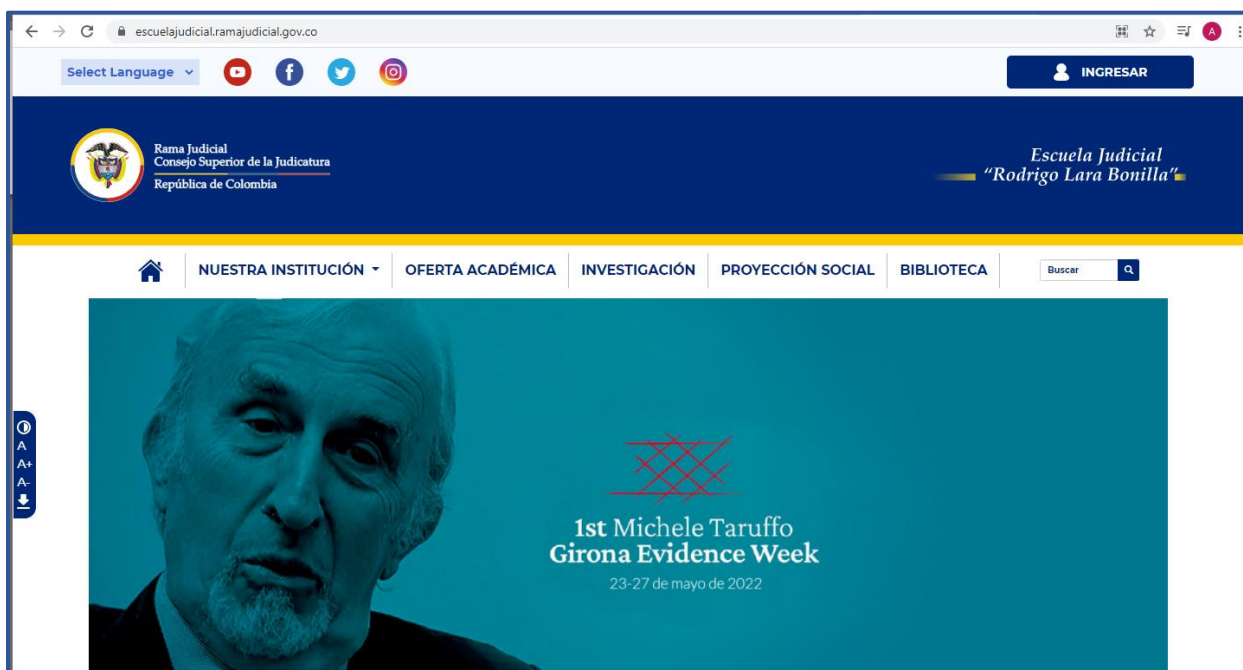 escuelajudicial.ramajudicial.gov.co
A
Select Language
INGRESAR
Rama Judicial
Consejo Superior de la Judicatura
República de Colombia
Escuela Judicial
"Rodrigo Lara Bonilla"
NUESTRA INSTITUCIÓN
OFERTA ACADÉMICA
INVESTIGACIÓN
PROYECCIÓN SOCIAL
BIBLIOTECA
Buscar
A
A+
A-
1st Michele Taruffo
Girona Evidence Week
23-27 de mayo de 2022